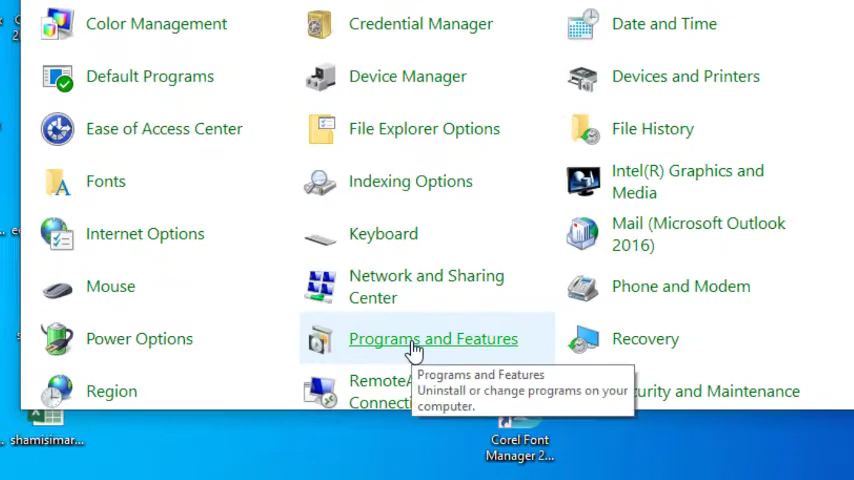 Color Management
Credential Manager
Date and Time
Default Programs
Device Manager
Devices and Printers
Ease of Access Center
File Explorer Options
File History
Fonts
Indexing Options
Intel(R) Graphics and
Media
Internet Options
Keyboard
Mail (Microsoft Outlook
2016)
Mouse
Network and Sharing
Center
Phone and Modem
Power Options
Programs and Features
Recovery
Region
Programs and Features
Uninstall or change programs on your
computer.
and Maintenance
shamisimar...
Corel Font
Manager 2...